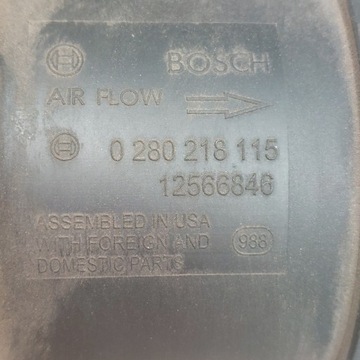 BOSCH
AIR FLOW
0 280 218 115
12566846
ASSEMBLED IN USA
WITH FOREIGN AND
DOMESTIC PARTS
988